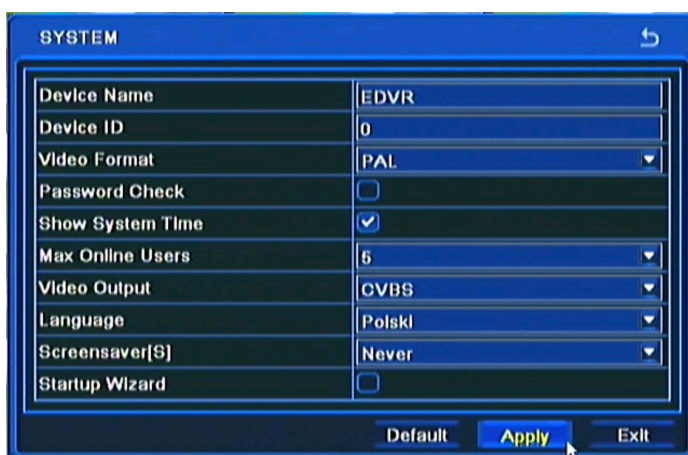 SYSTEM
Device Name EDVR
Device ID 0
Video Format PAL
Password Check
Show System Time
Max Online Users 5
Video Output CVBS
Language Polski
Screensaver[S] Never
Startup Wizard
Default Apply Exit